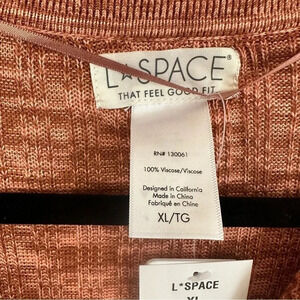 L*SPACE®
THAT FEEL GOOD FIT
RN# 130061
100% Viscose/Viscose
Designed in California
Made in China
Fabriqué en Chine
XL/TG
L*SPACE
XL